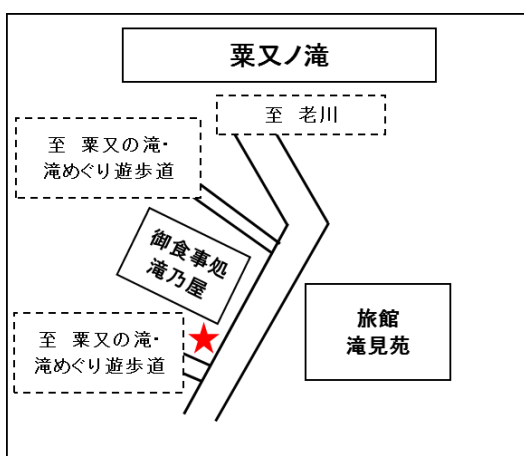 粟又ノ滝
至 老川
至 粟又の滝・
滝めぐり遊歩道
御食事処
滝乃屋
至 粟又の滝・
滝めぐり遊歩道
旅館
滝見苑